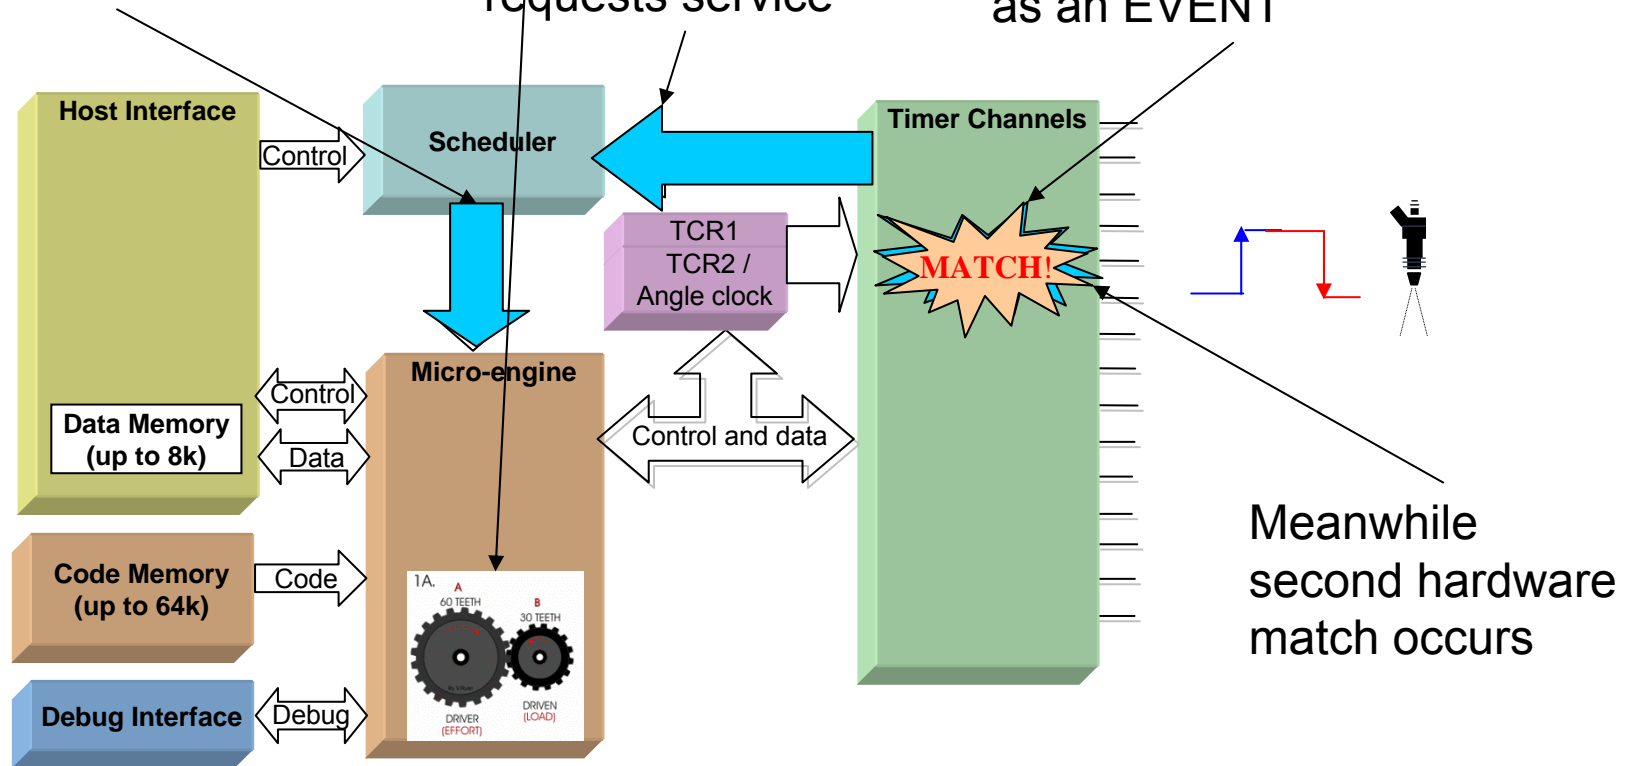 requests service
as an EVENT
Host Interface
Scheduler
Timer Channels
Control
TCR1
TCR2 /
Angle clock
MATCH!
Micro-engine
Control
Data Memory
(up to 8k)
Data
Control and data
Meanwhile
second hardware
match occurs
Code Memory
(up to 64k)
Code
1A.
A
60 TEETH
B
30 TEETH
DRIVER
(EFFORT)
DRIVEN
(LOAD)
Debug Interface
Debug